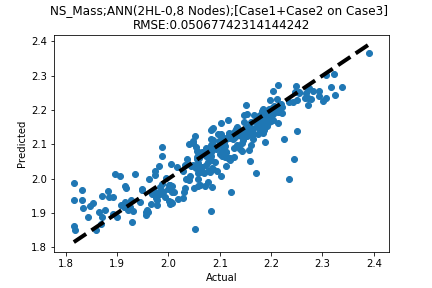 NS_Mass;ANN(2HL-0,8 Nodes);[Case1+Case2 on Case3]
RMSE:0.05067742314144242
2.4
2.3
2.2
2.1
2.0
1.9
1.8
Predicted
1.8 1.9 2.0 2.1 2.2 2.3 2.4
Actual